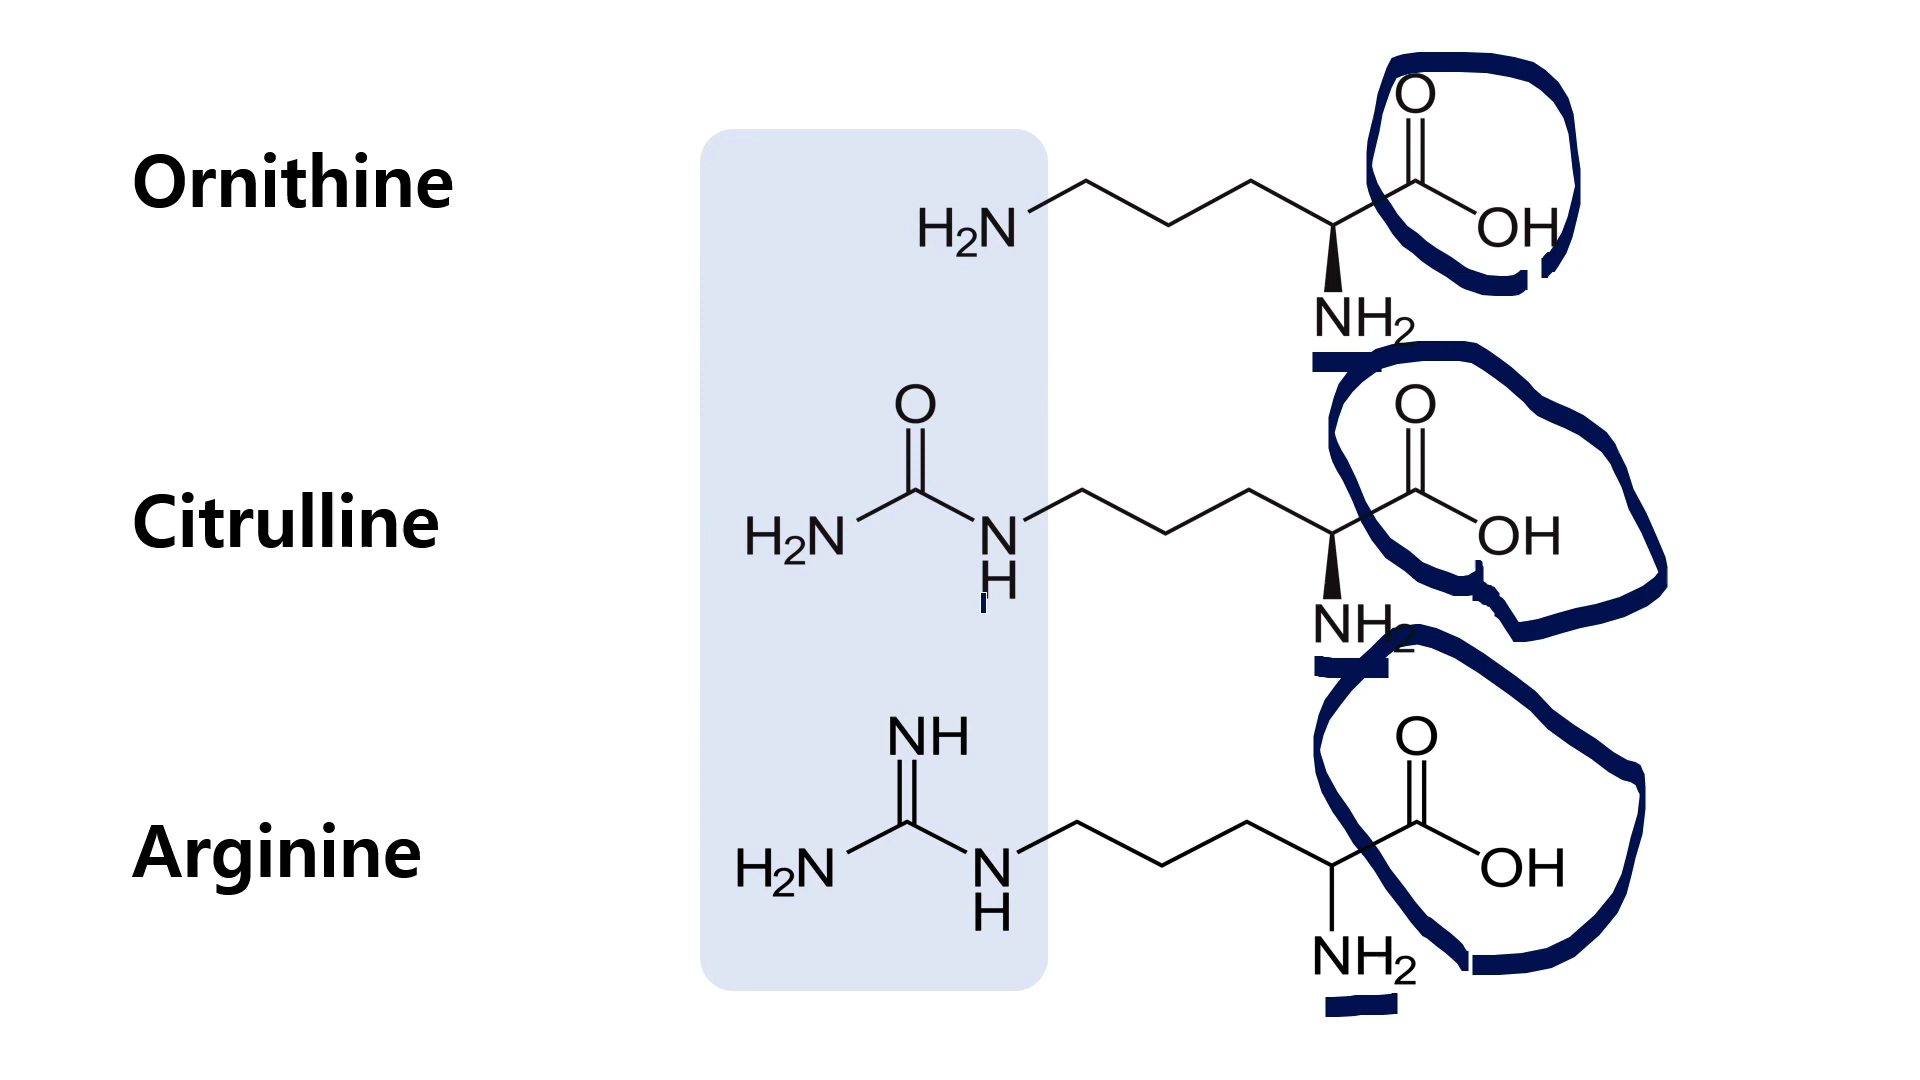 Ornithine
O
H₂N
OH
NH₂
Citrulline
O
O
H₂N
N
H
OH
NH₂
Arginine
NH
O
H₂N
N
H
OH
NH₂